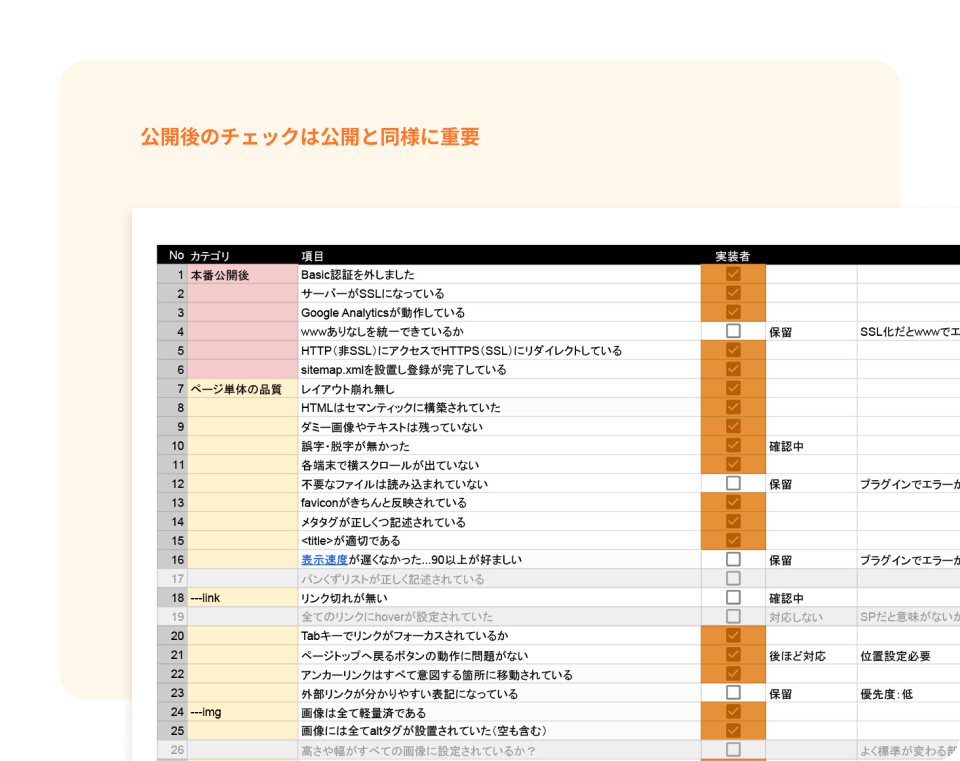 公開後のチェックは公開と同様に重要
No カテゴリ 項目 実装者
1 本番公開後 Basic認証を外しました
2 サーバーがSSLになっている
3 Google Analyticsが動作している
4 wwwありなしを統一できているか 保留 SSL化だとwwwでエ
5 HTTP（非SSL）にアクセスでHTTPS（SSL）にリダイレクトしている
6 sitemap.xmlを設置し登録が完了している
7 ページ単体の品質 レイアウト崩れ無し
8 HTMLはセマンティックに構築されていた
9 ダミー画像やテキストは残っていない
10 誤字・脱字が無かった 確認中
11 各端末で横スクロールが出ていない
12 不要なファイルは読み込まれていない 保留 プラグインでエラーが
13 faviconがきちんと反映されている
14 メタタグが正しくつ記述されている
15 <title>が適切である
16 表示速度が遅くなかった...90以上が好ましい 保留 プラグインでエラーが
17 パンくずリストが正しく記述されている
18 ---link リンク切れが無い 確認中
19 全てのリンクにhoverが設定されていた 対応しない SPだと意味がないか
20 Tabキーでリンクがフォーカスされているか
21 ページトップへ戻るボタンの動作に問題がない 後ほど対応 位置設定必要
22 アンカーリンクはすべて意図する箇所に移動されている
23 外部リンクが分かりやすい表記になっている 保留 優先度：低
24 ---img 画像は全て軽量済である
25 画像には全てaltタグが設置されていた（空も含む）
26 高さや幅がすべての画像に設定されているか？ よく標準が変わる